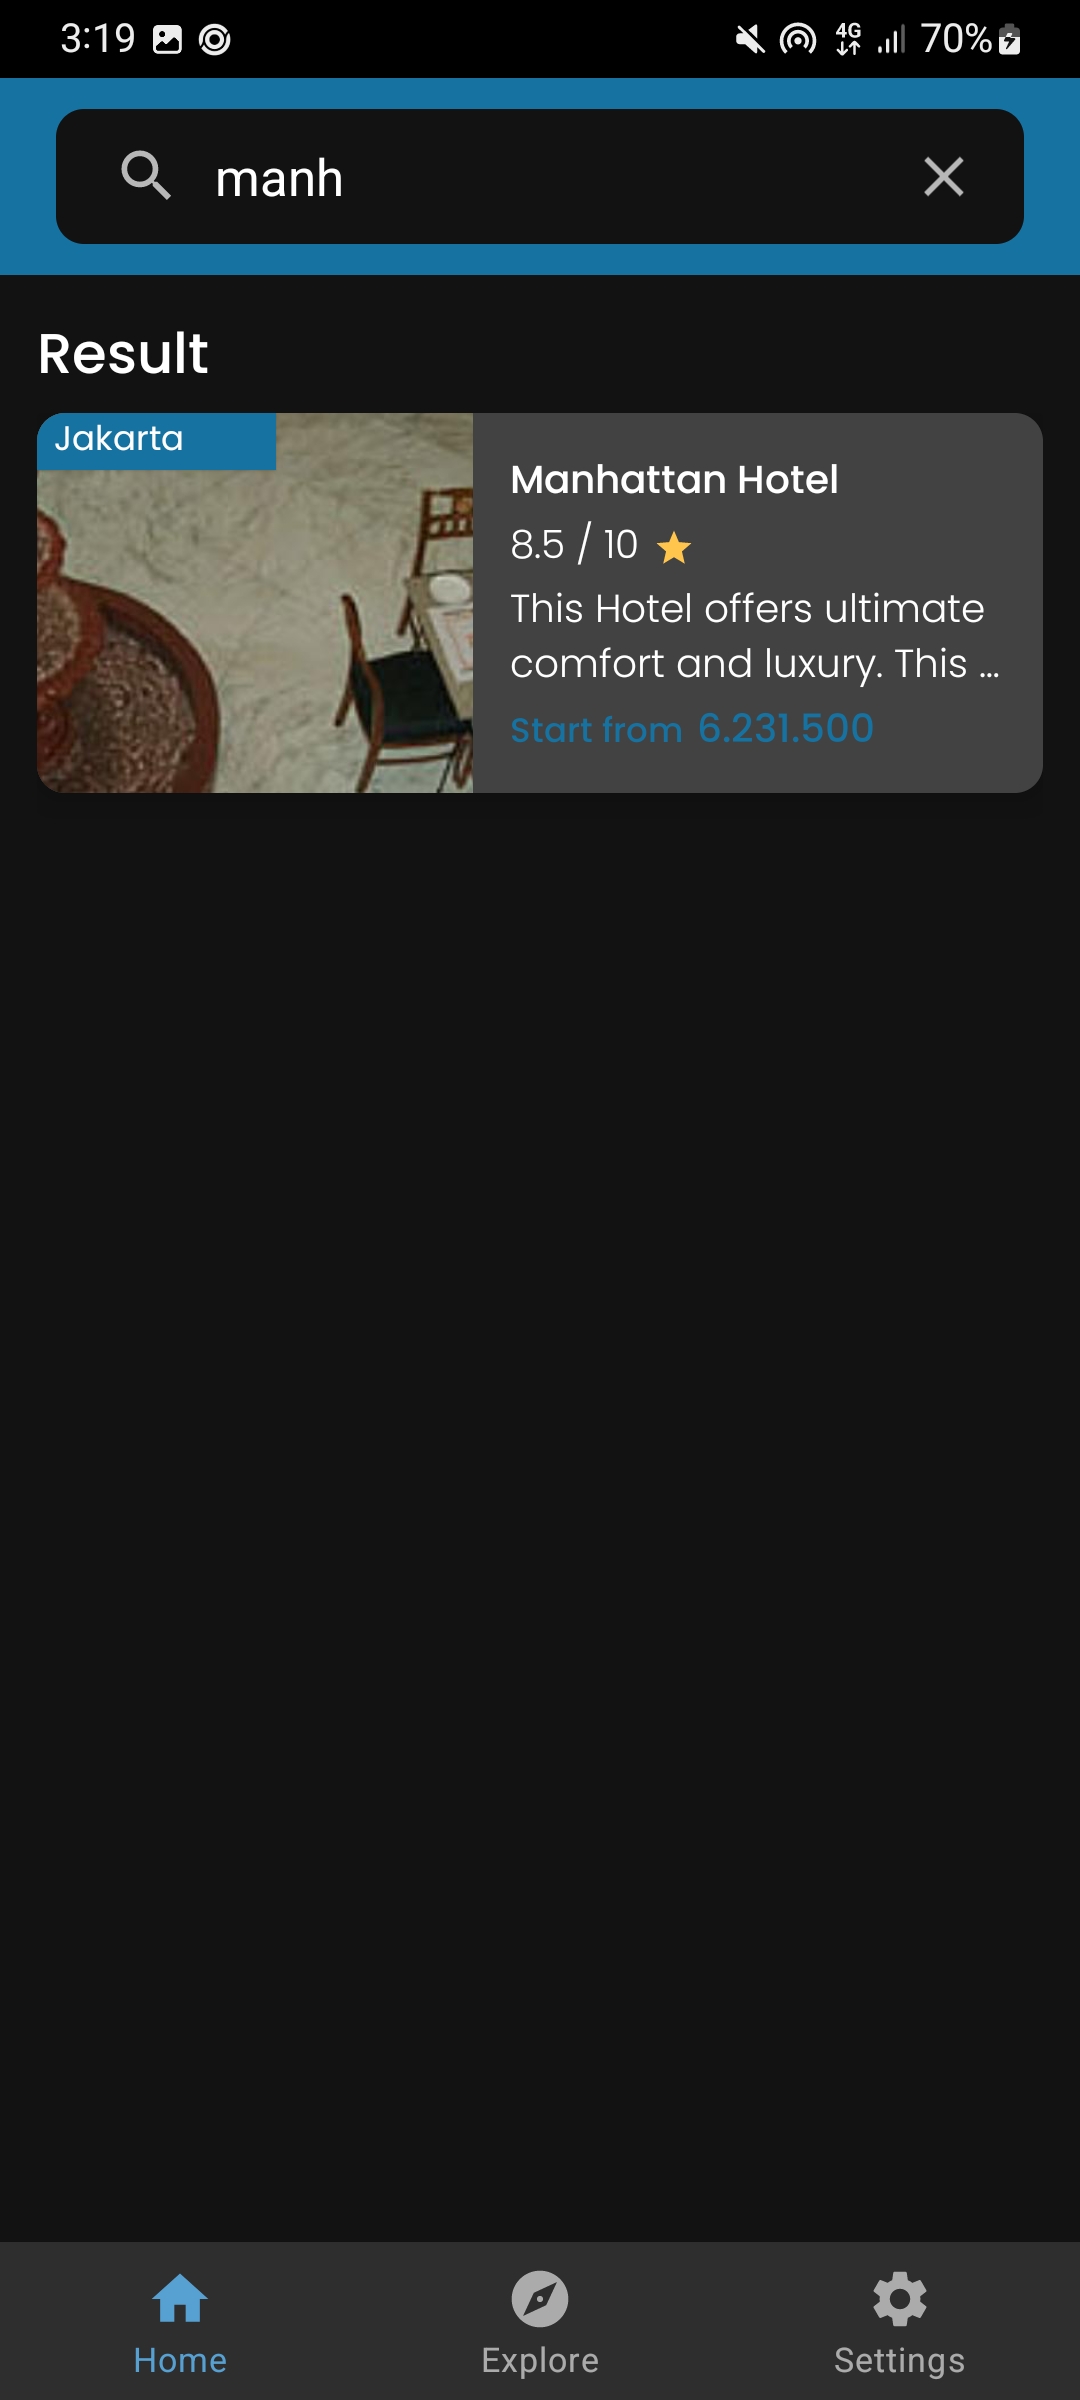 3:19
4G
70%
manh
Result
Jakarta
Manhattan Hotel
8.5 / 10
This Hotel offers ultimate
comfort and luxury. This ...
Start from 6.231.500
Home
Explore
Settings